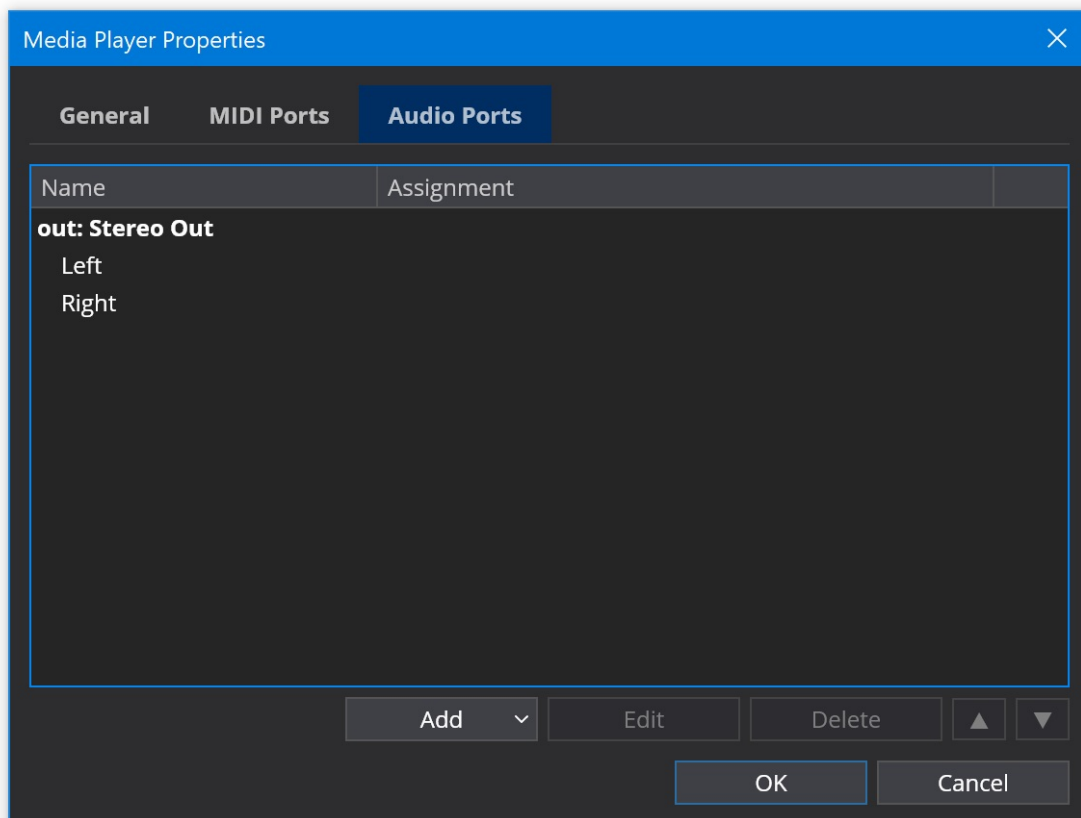 Media Player Properties
General MIDI Ports Audio Ports
Name Assignment
out: Stereo Out
Left
Right
Add Edit Delete
OK Cancel